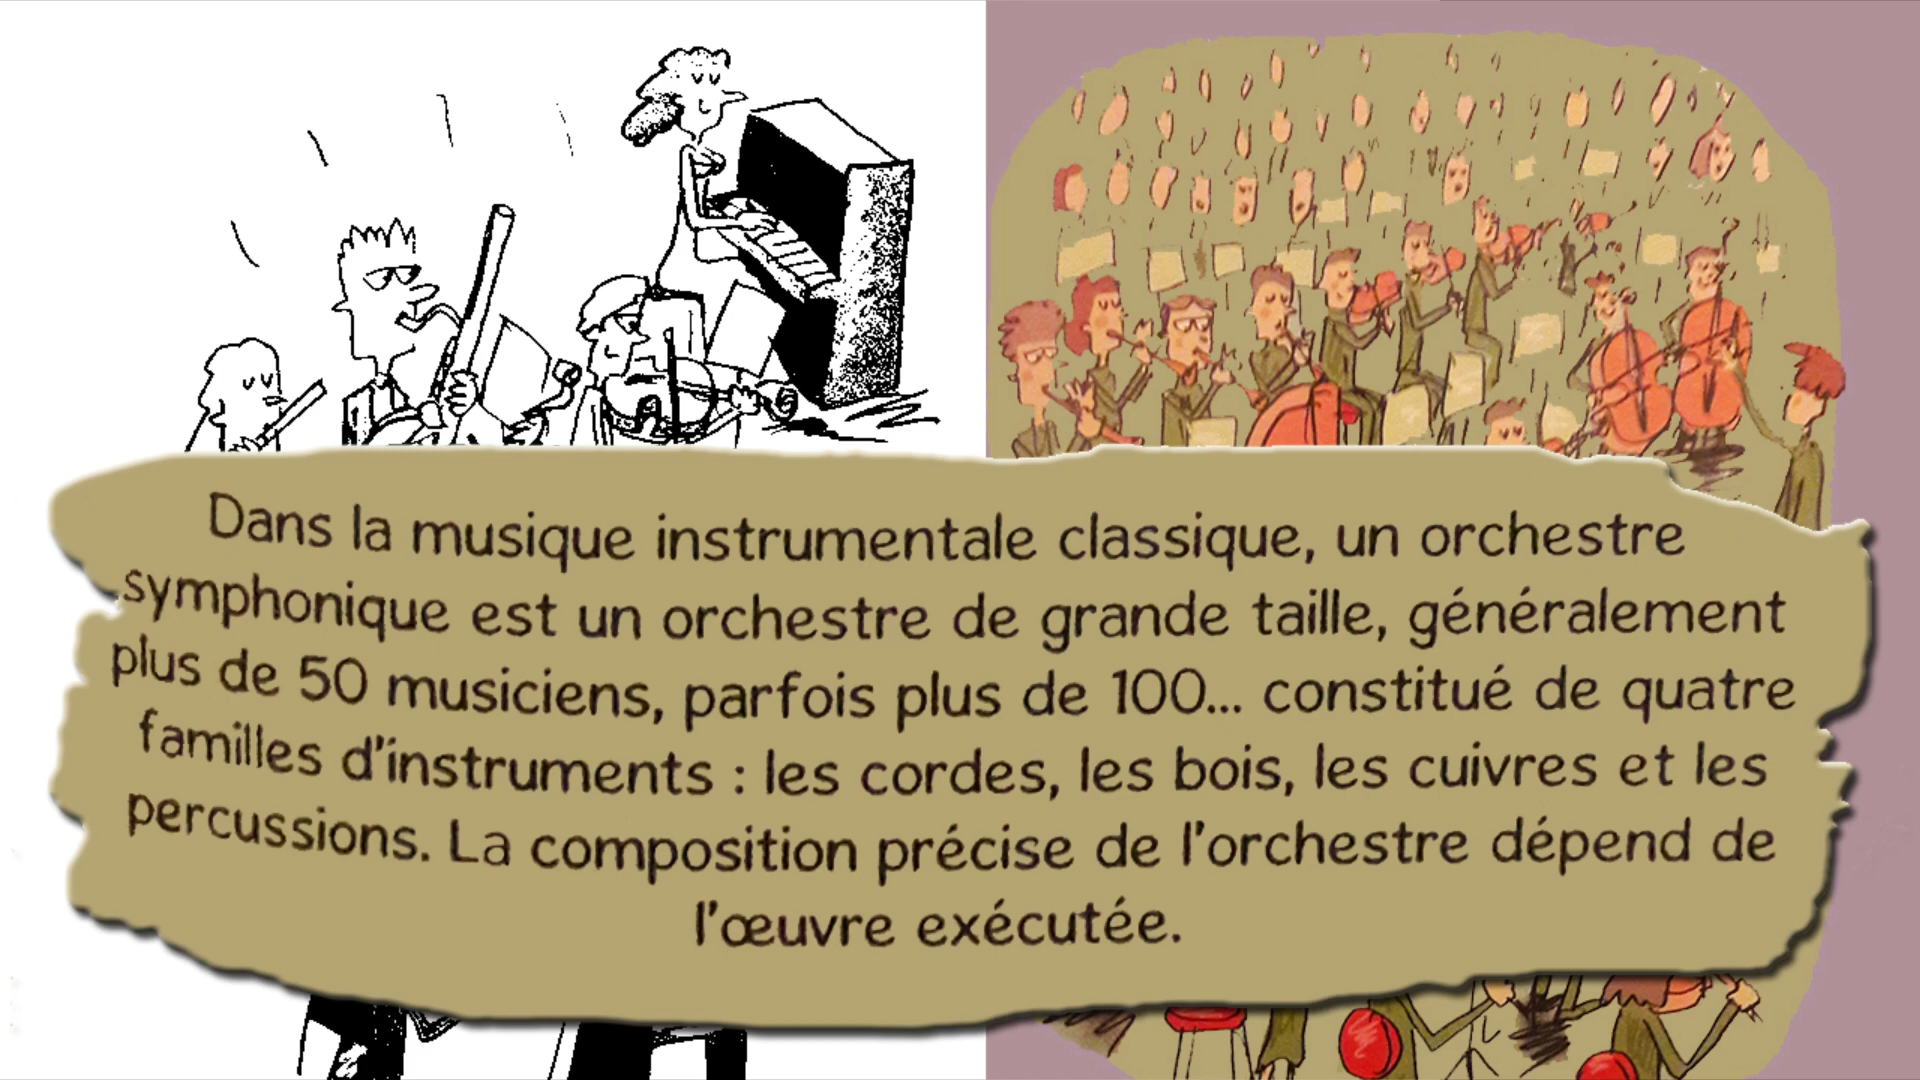 Dans la musique instrumentale classique, un orchestre
symphonique est un orchestre de grande taille, généralement
plus de 50 musiciens, parfois plus de 100... constitué de quatre
familles d'instruments : les cordes, les bois, les cuivres et les
percussions. La composition précise de l'orchestre dépend de
l'œuvre exécutée.